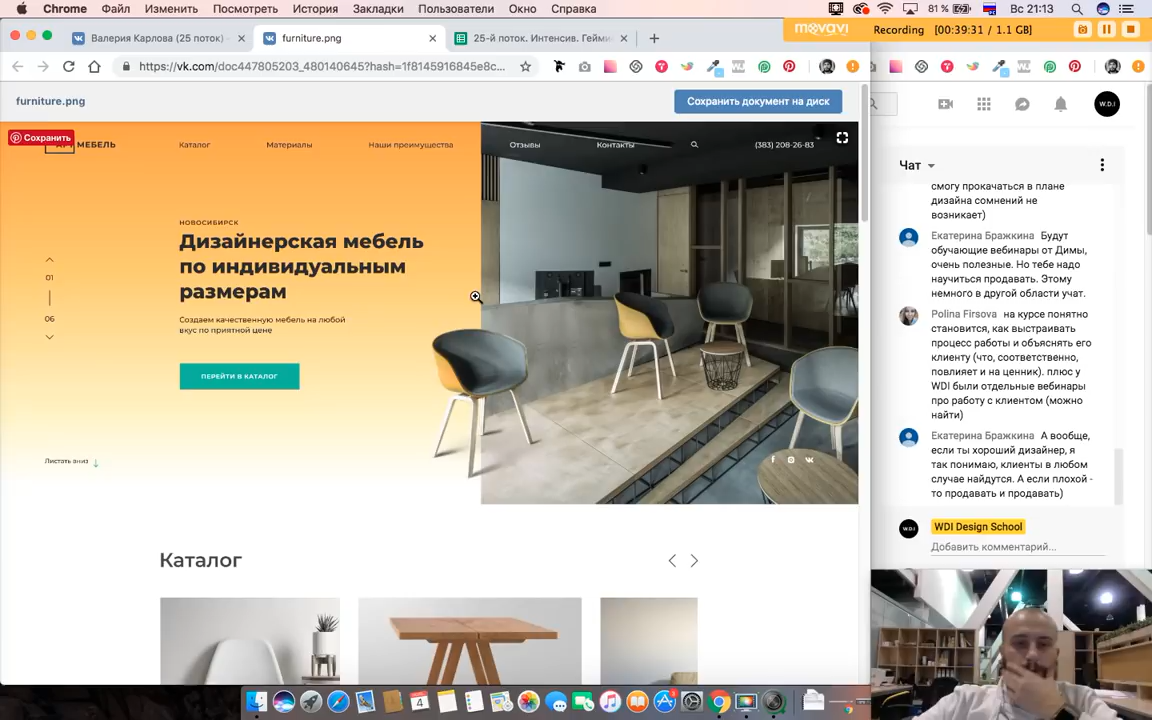 Chrome Файл Изменить История Закладки Пользователи Окно Справка
81 % Вс 21:13
movavi Recording [00:39:31 / 1.1 GB]
Валерия Карлова (25 поток)
furniture.png
25-й поток. Интенсив. Гейми
https://vk.com/doc447805203_480140645?hash=1f8145916845e8c...
furniture.png
Сохранить документ на диск
Сохранить
МЕБЕЛЬ
Каталог Материалы Наши преимущества Отзывы Контакты (383) 208-26-83
НОВОСИБИРСК
Дизайнерская мебель
по индивидуальным
размерам
01
06
Создаем качественную мебель на любой
вкус по приятной цене
ПЕРЕЙТИ В КАТАЛОГ
Листать вниз
Каталог
W.D.I
Чат
смогу прокачаться в плане
дизайна сомнений не
возникает)
Екатерина Бражкина Будут
обучающие вебинары от Димы,
очень полезные. Но тебе надо
научиться продавать. Этому
немного в другой области учат.
Polina Firsova на курсе понятно
становится, как выстраивать
процесс работы и объяснять его
клиенту (что, соответственно,
повлияет и на ценник). плюс у
WDI были отдельные вебинары
про работу с клиентом (можно
найти)
Екатерина Бражкина А вообще,
если ты хороший дизайнер, я
так понимаю, клиенты в любом
случае найдутся. А если плохой -
то продавать и продавать)
WDI Design School
Добавить комментарий...